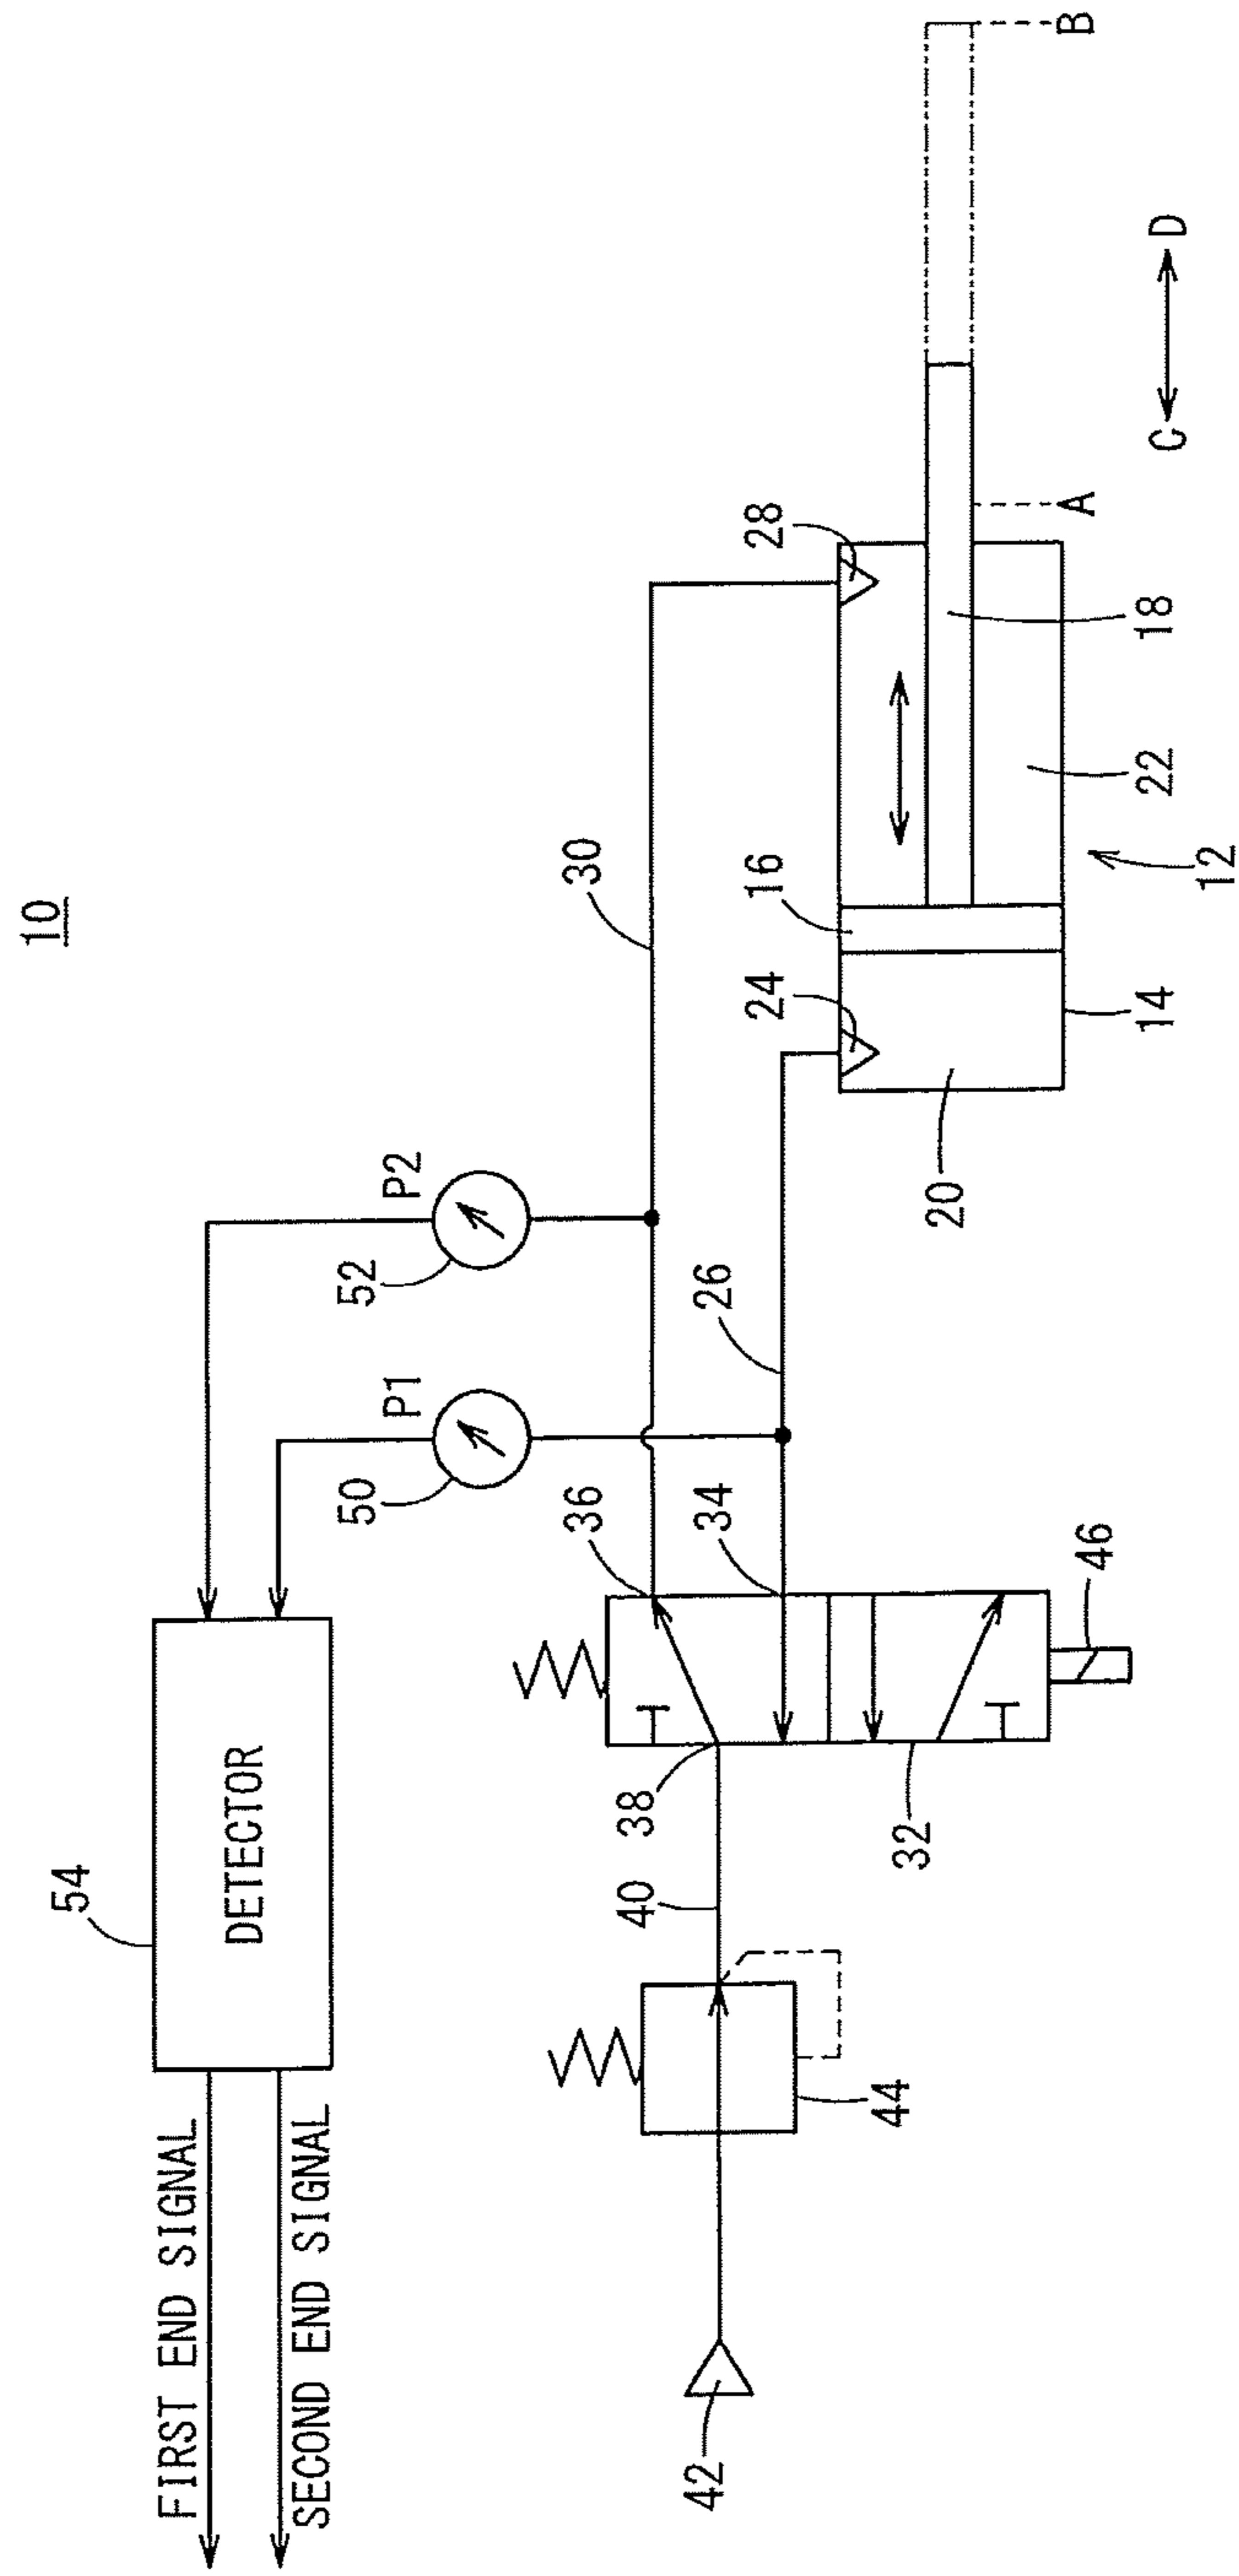 10
54
FIRST END SIGNAL
DETECTOR
SECOND END SIGNAL
50
52
P1
P2
36
30
40
38
42
34
26
24
16
28
44
32
20
A
B
46
14
22
18
C
D
12